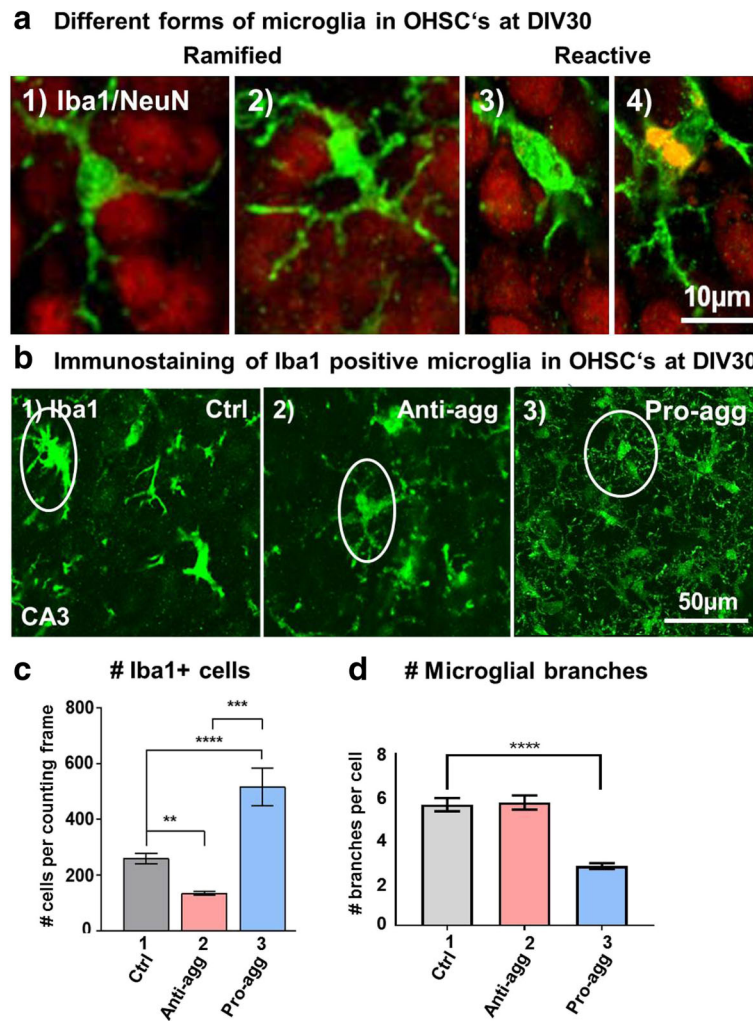 a Different forms of microglia in OHSC's at DIV30
Ramified Reactive
1) Iba1/NeuN 2) 3) 4)
10µm
b Immunostaining of Iba1 positive microglia in OHSC's at DIV30
1) Iba1 Ctrl 2) Anti-agg 3) Pro-agg
CA3 50µm
c # Iba1+ cells
# cells per counting frame
800
600
400
200
0
***
****
**
1 2 3
Ctrl Anti-agg Pro-agg
d # Microglial branches
# branches per cell
8
6
4
2
0
****
1 2 3
Ctrl Anti-agg Pro-agg